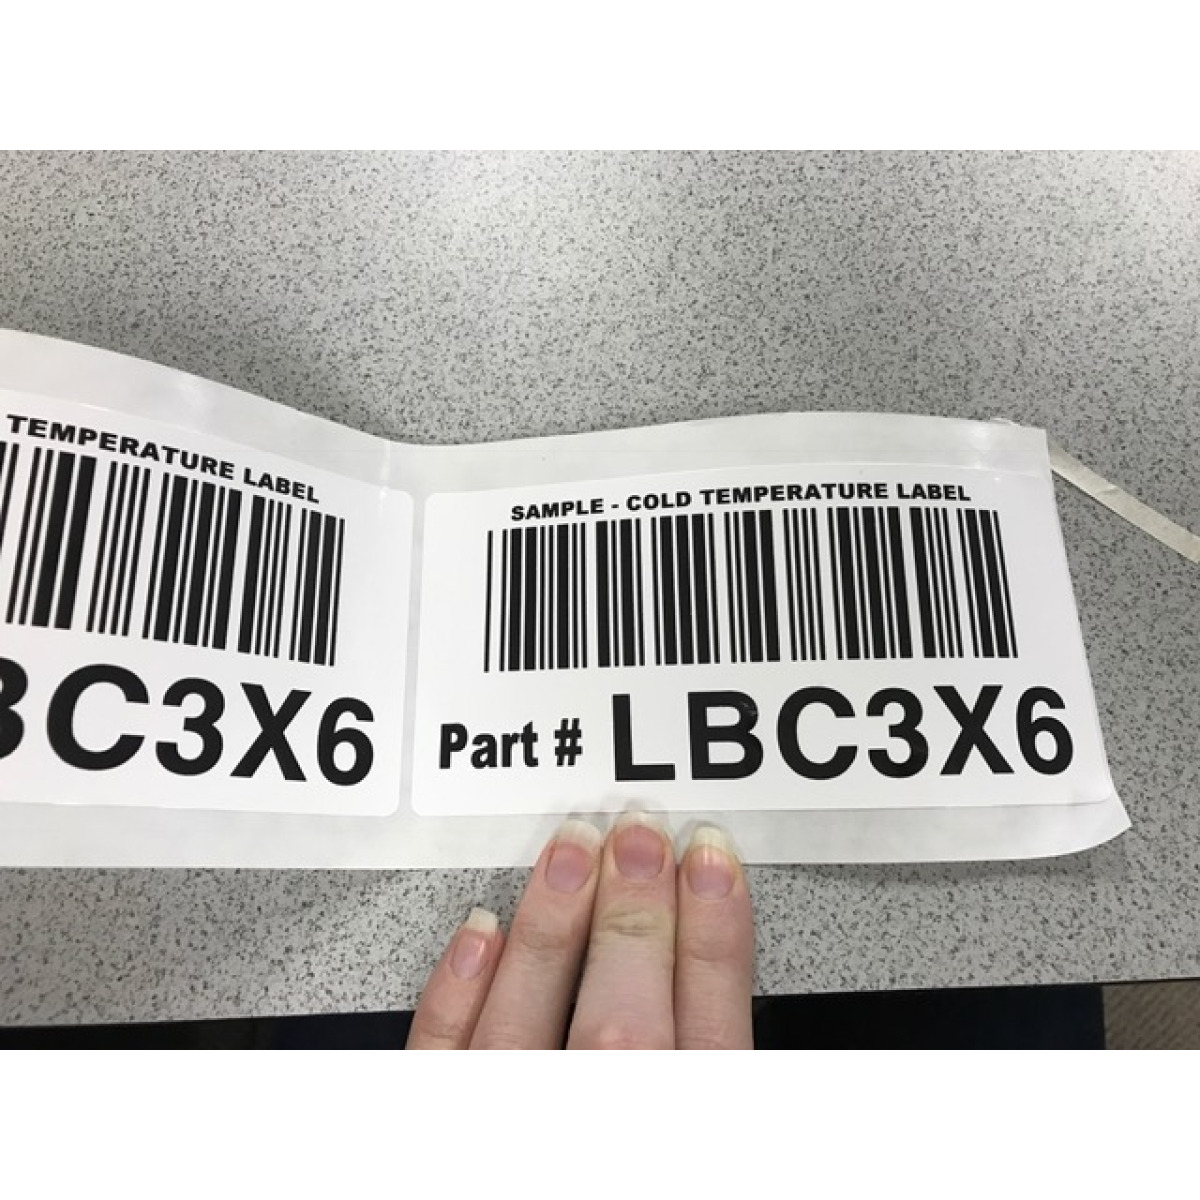 TEMPERATURE LABEL
BC3X6
SAMPLE - COLD TEMPERATURE LABEL
Part # LBC3X6